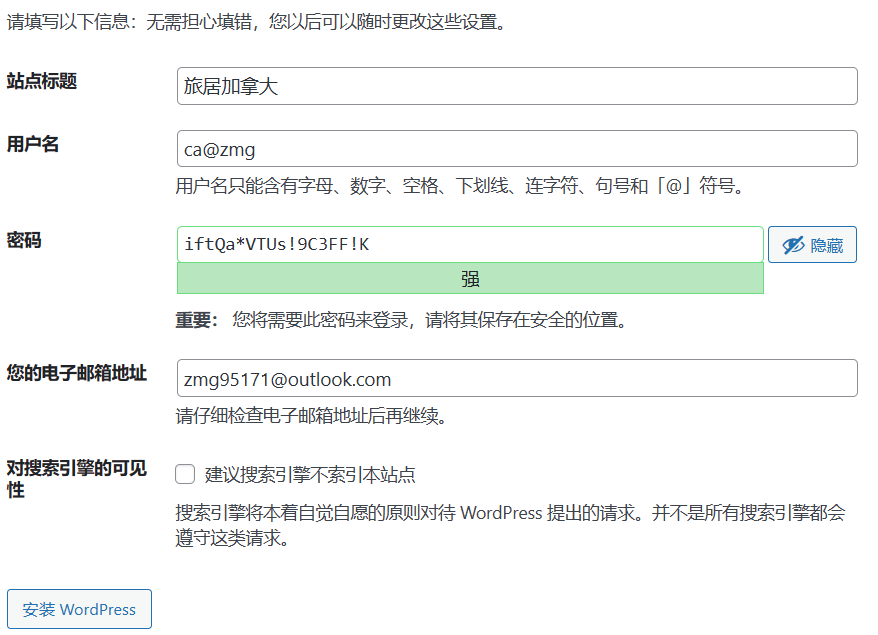 请填写以下信息：无需担心填错，您以后可以随时更改这些设置。
站点标题
旅居加拿大
用户名
ca@zmg
用户名只能含有字母、数字、空格、下划线、连字符、句号和「@」符号。
密码
iftQa*VTUs!9C3FF!K
隐藏
强
重要： 您将需要此密码来登录，请将其保存在安全的位置。
您的电子邮箱地址
zmg95171@outlook.com
请仔细检查电子邮箱地址后再继续。
对搜索引擎的可见
性
建议搜索引擎不索引本站点
搜索引擎将本着自觉自愿的原则对待 WordPress 提出的请求。并不是所有搜索引擎都会
遵守这类请求。
安装 WordPress